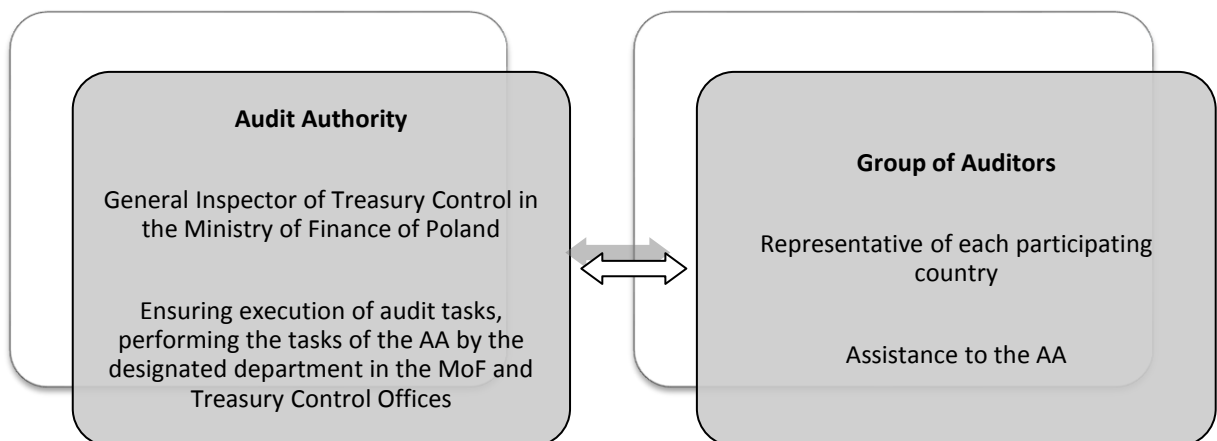 Audit Authority
General Inspector of Treasury Control in
the Ministry of Finance of Poland
Ensuring execution of audit tasks,
performing the tasks of the AA by the
designated department in the MoF and
Treasury Control Offices
Group of Auditors
Representative of each participating
country
Assistance to the AA